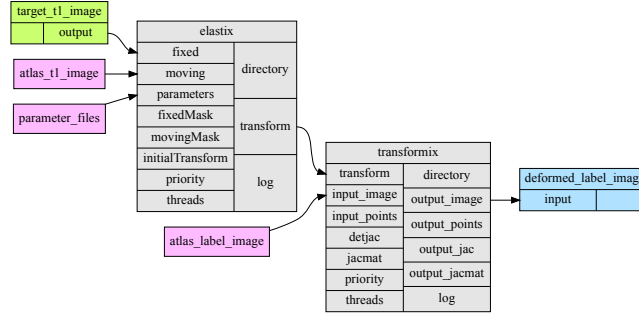 target_t1_image
output
atlas_t1_image
parameter_files
elastix
fixed
moving
parameters
fixedMask
movingMask
initialTransform
priority
threads
directory
transform
log
atlas_label_image
transformix
transform
input_image
input_points
detjac
jacmat
priority
threads
directory
output_image
output_points
output_jac
output_jacmat
log
deformed_label_imag
input